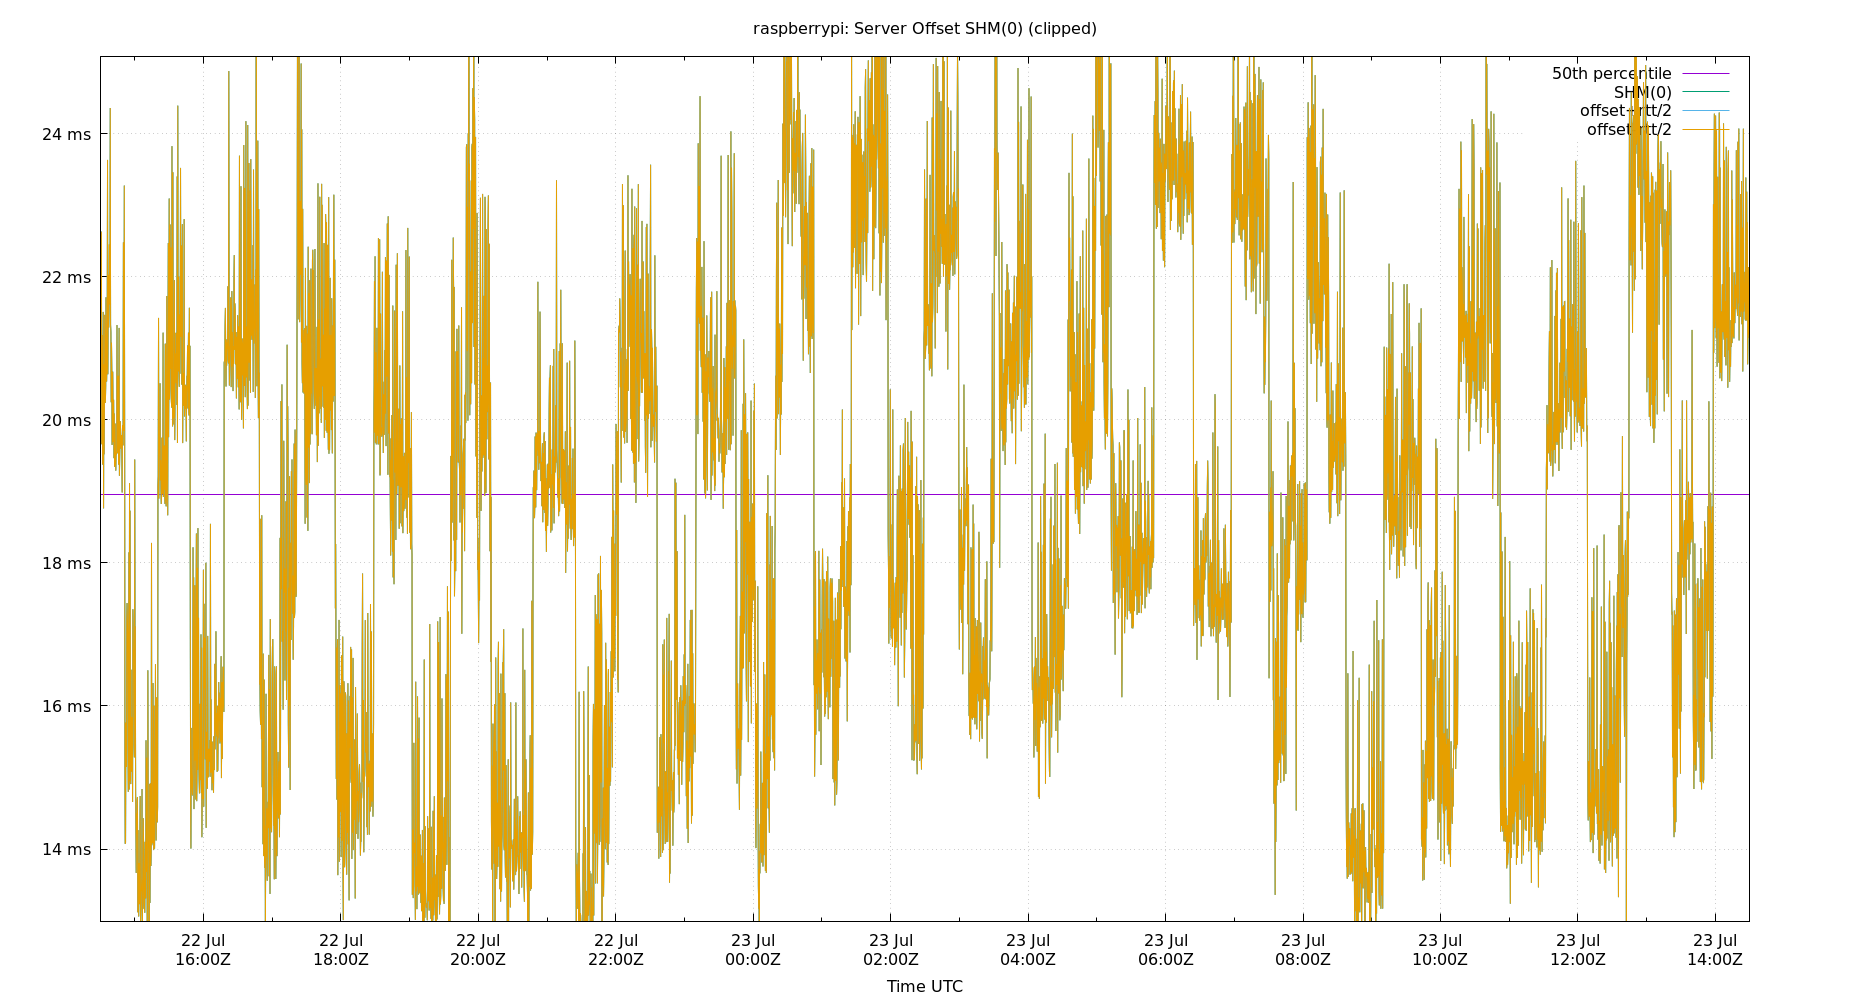 raspberrypi: Server Offset SHM(0) (clipped)
50th percentile
SHM(0)
offset+rtt/2
offset-rtt/2
24 ms
22 ms
20 ms
18 ms
16 ms
14 ms
22 Jul 22 Jul 22 Jul 22 Jul 23 Jul 23 Jul 23 Jul 23 Jul 23 Jul 23 Jul 23 Jul 23 Jul
16:00Z 18:00Z 20:00Z 22:00Z 00:00Z 02:00Z 04:00Z 06:00Z 08:00Z 10:00Z 12:00Z 14:00Z
Time UTC